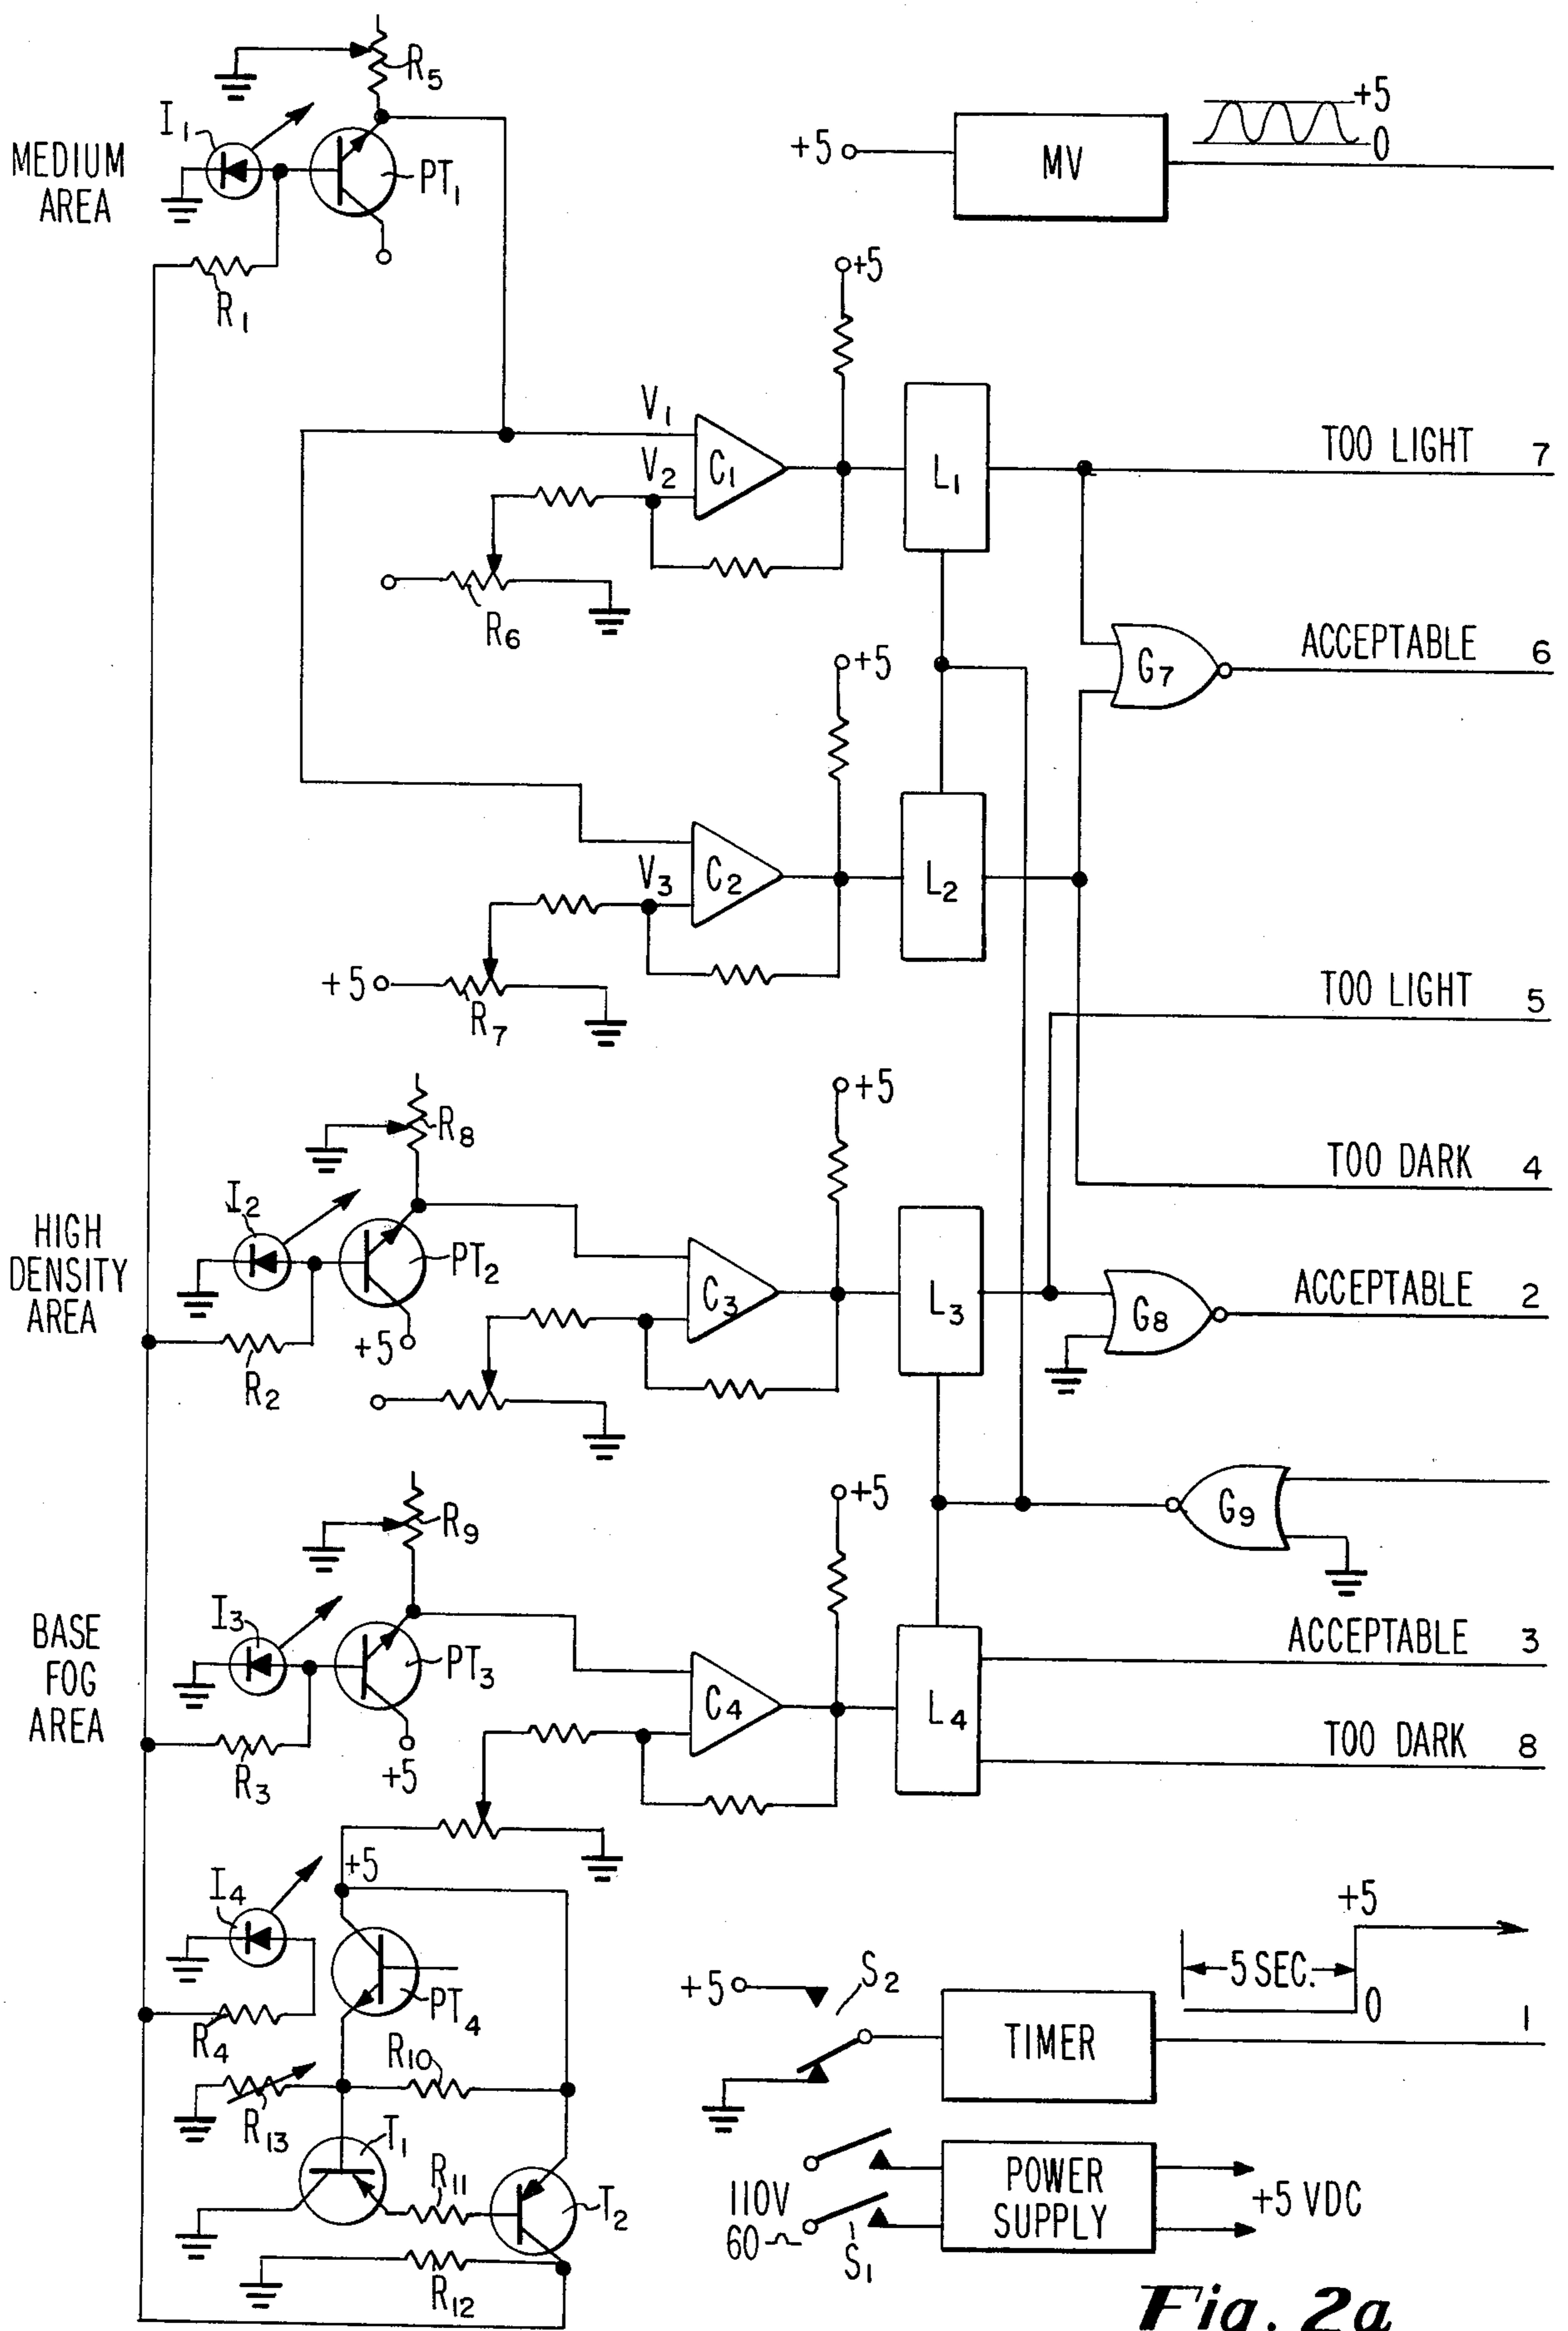 R5
I1
MEDIUM
AREA
PT1
R1
+5
MV
+5
0
+5
V1
V2
C1
L1
TOO LIGHT 7
R6
+5
G7
ACCEPTABLE 6
V3
C2
L2
+5
R7
TOO LIGHT 5
+5
R8
TOO DARK 4
I2
HIGH
DENSITY
AREA
PT2
+5
R2
C3
L3
G8
ACCEPTABLE 2
+5
R9
G9
I3
BASE
FOG
AREA
PT3
+5
R3
C4
L4
ACCEPTABLE 3
TOO DARK 8
+5
I4
PT4
R4
R10
R13
T1
R11
T2
R12
+5
S2
TIMER
+5
5 SEC.
0
1
110V
60
S1
POWER
SUPPLY
+5 VDC
Fig. 2a